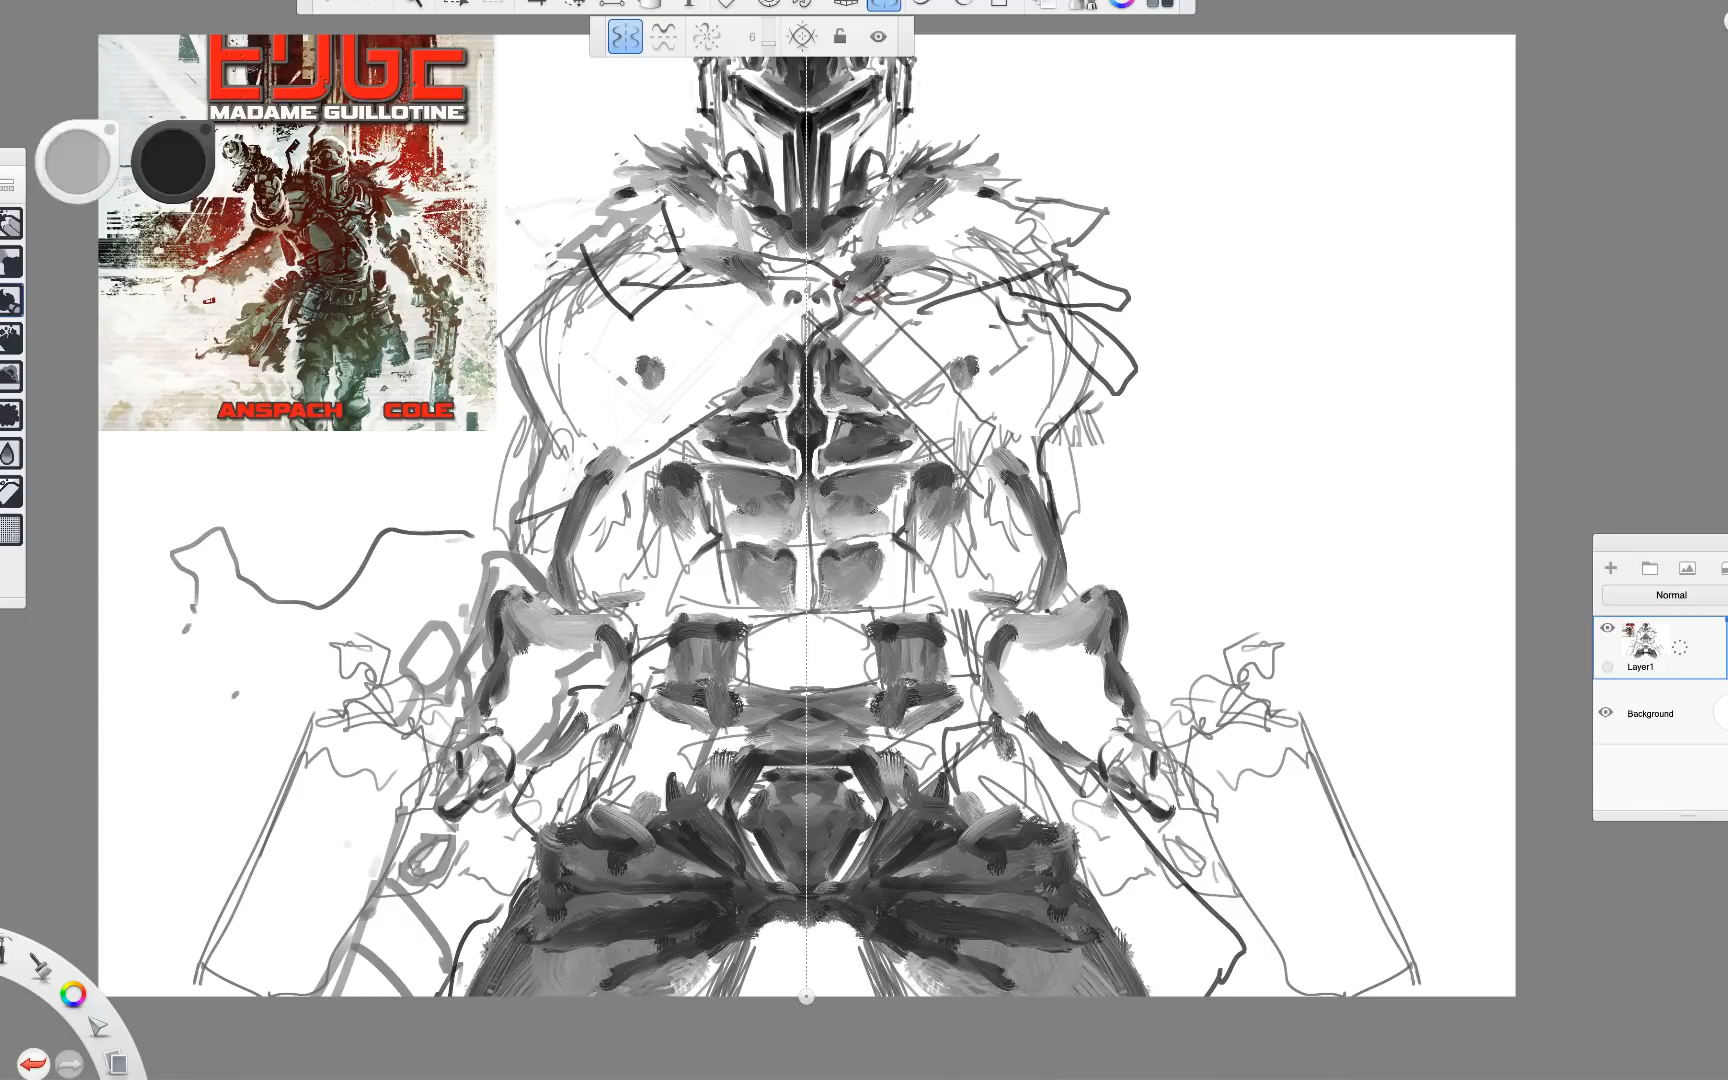 EDGE
MADAME GUILLOTINE
ANSPACH COLE
6
Normal
Layer1
Background